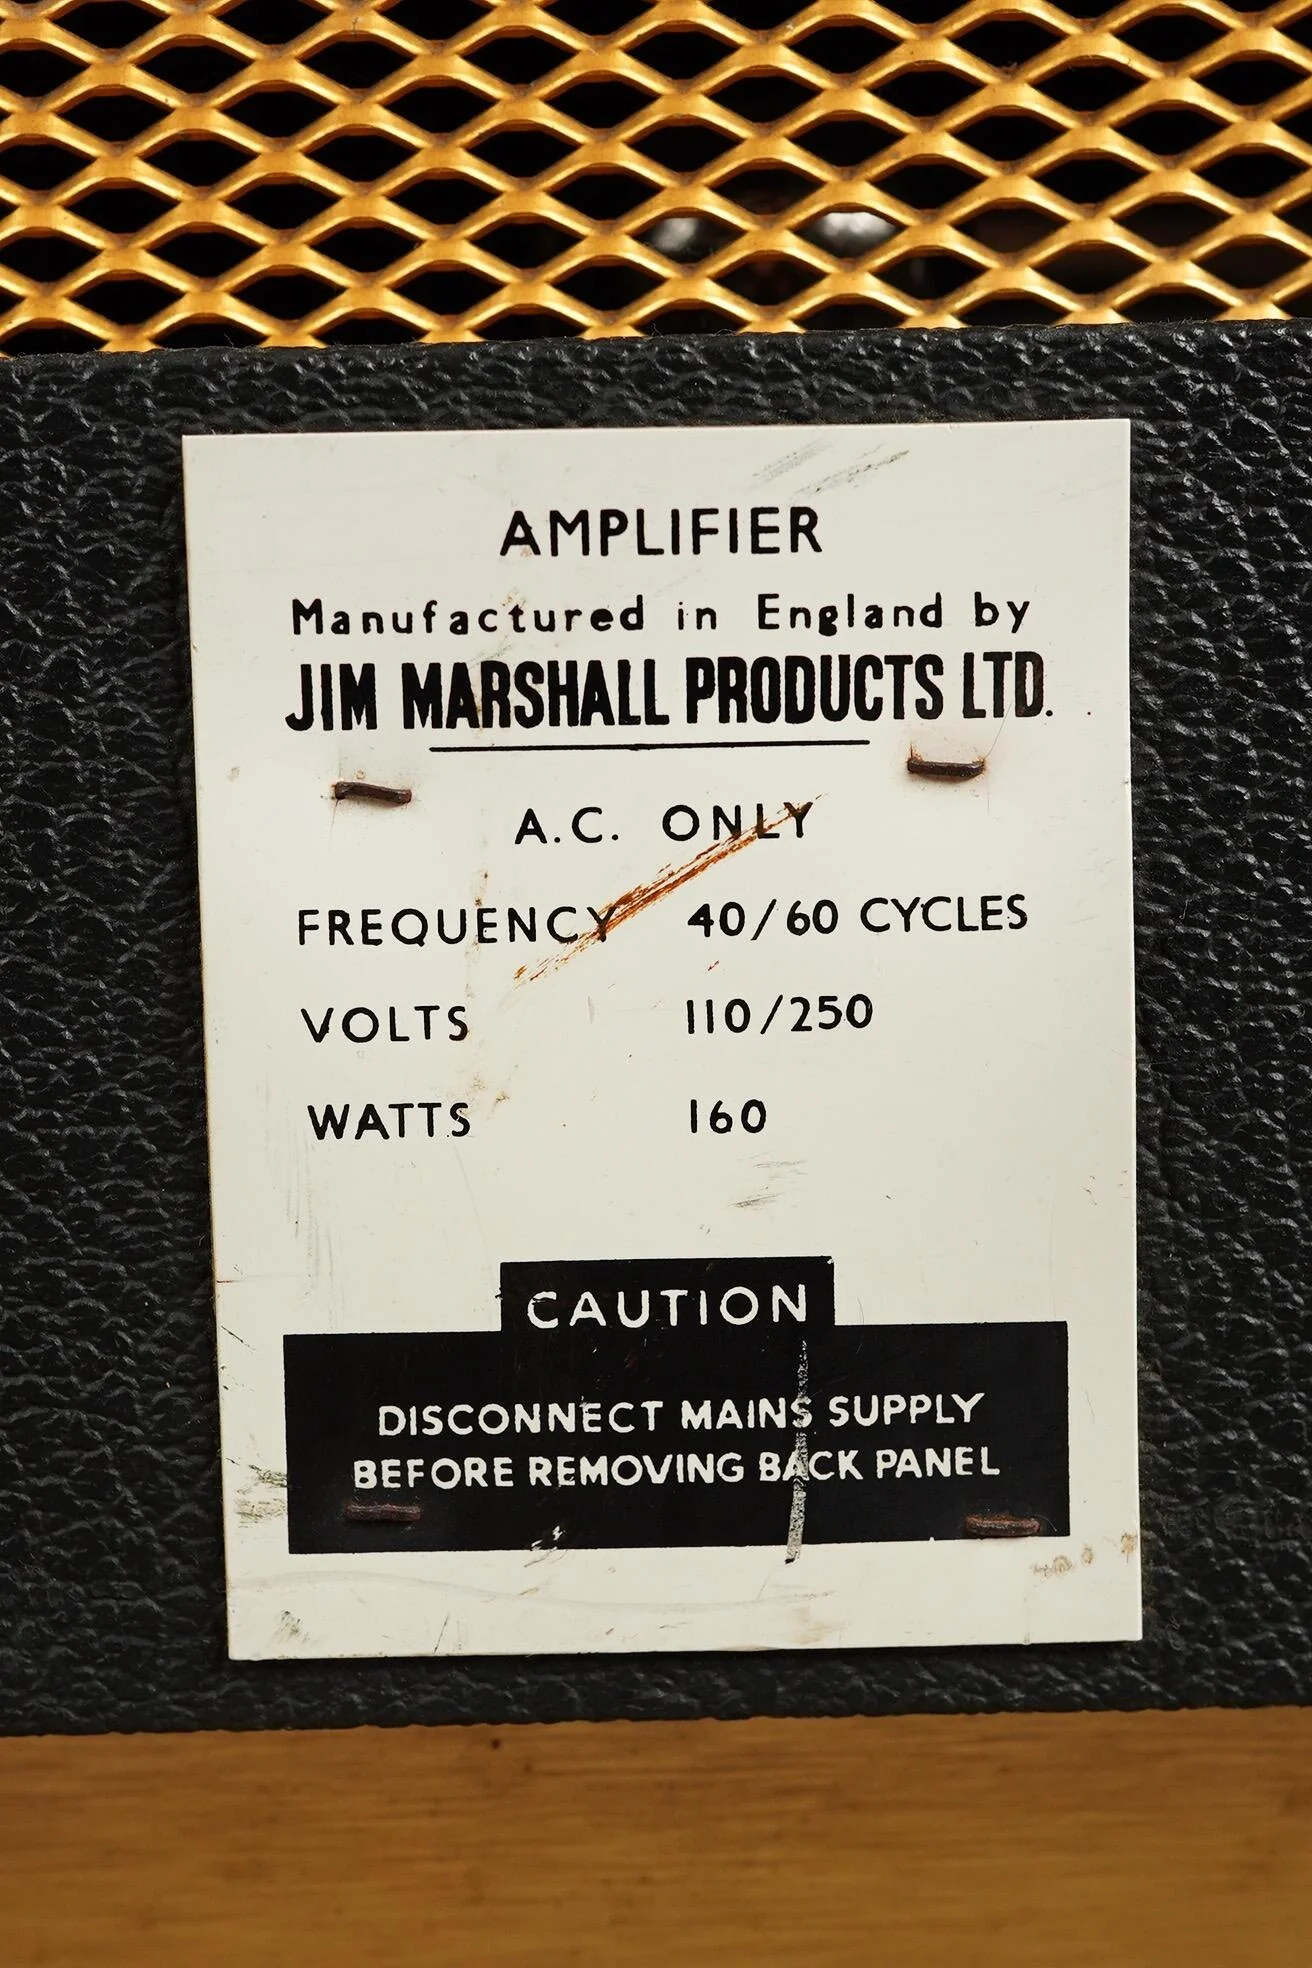 AMPLIFIER
Manufactured in England by
JIM MARSHALL PRODUCTS LTD.
A.C. ONLY
FREQUENCY 40/60 CYCLES
VOLTS 110/250
WATTS 160
CAUTION
DISCONNECT MAINS SUPPLY
BEFORE REMOVING BACK PANEL